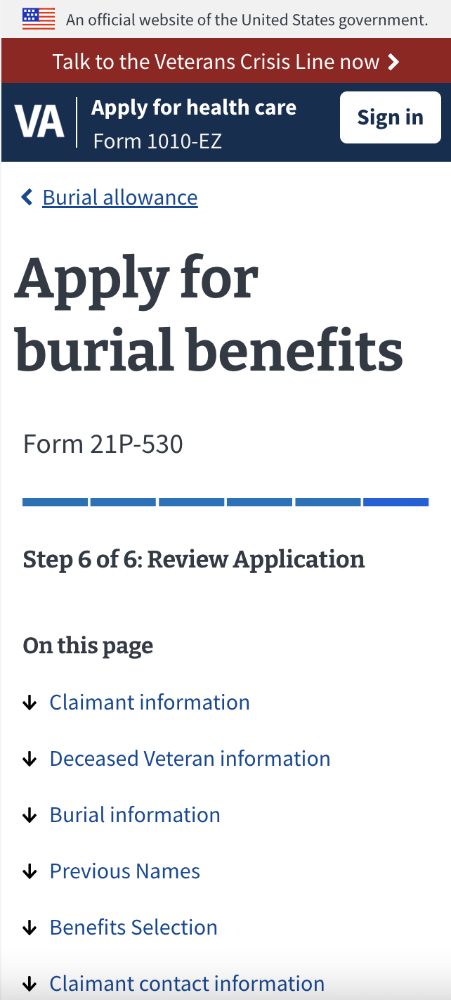 An official website of the United States government.
Talk to the Veterans Crisis Line now
VA
Apply for health care
Form 1010-EZ
Sign in
Burial allowance
Apply for
burial benefits
Form 21P-530
Step 6 of 6: Review Application
On this page
Claimant information
Deceased Veteran information
Burial information
Previous Names
Benefits Selection
Claimant contact information